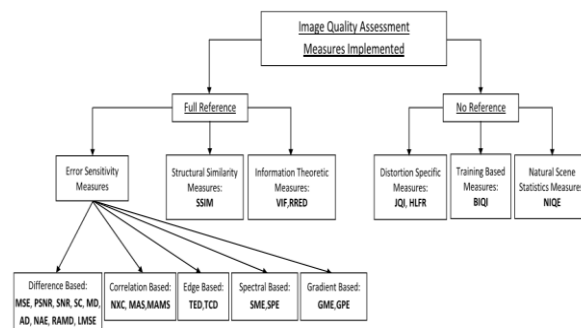 Image Quality Assessment
Measures Implemented
Full Reference
No Reference
Error Sensitivity
Measures
Structural Similarity
Measures:
SSIM
Information Theoretic
Measures:
VIF,RRED
Distortion Specific
Measures:
JQI, HLFR
Training Based
Measures:
BIQI
Natural Scene
Statistics Measures:
NIQE
Difference Based:
MSE, PSNR, SNR, SC, MD,
AD, NAE, RAMD, LMSE
Correlation Based:
NXC, MAS,MAMS
Edge Based:
TED,TCD
Spectral Based:
SME,SPE
Gradient Based:
GME,GPE